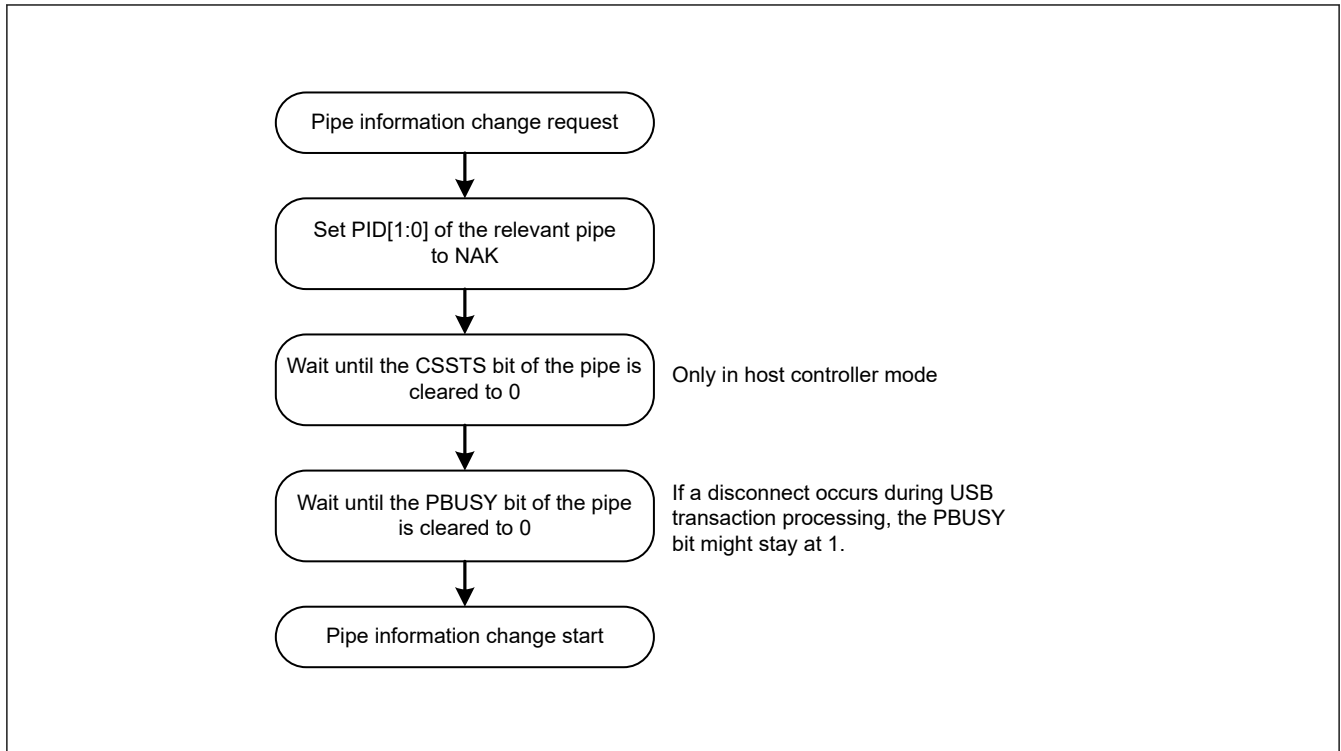 Pipe information change request
Set PID[1:0] of the relevant pipe
to NAK
Wait until the CSSTS bit of the pipe is
cleared to 0
Only in host controller mode
Wait until the PBUSY bit of the pipe
is cleared to 0
If a disconnect occurs during USB
transaction processing, the PBUSY
bit might stay at 1.
Pipe information change start